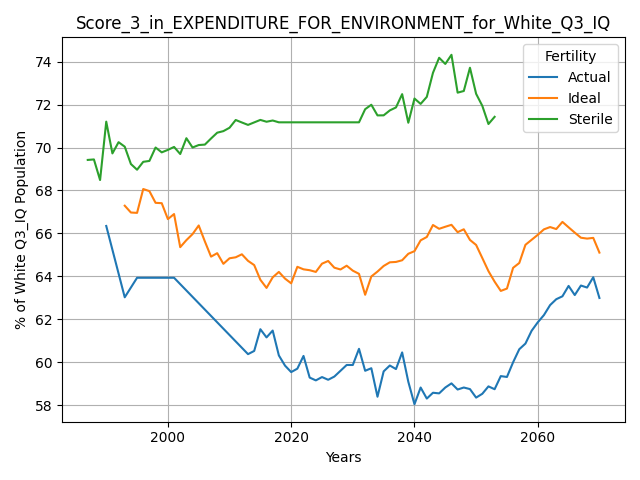 Score_3_in_EXPENDITURE_FOR_ENVIRONMENT_for_White_Q3_IQ
Fertility
Actual
Ideal
Sterile
% of White Q3_IQ Population
74
72
70
68
66
64
62
60
58
2000
2020
2040
2060
Years